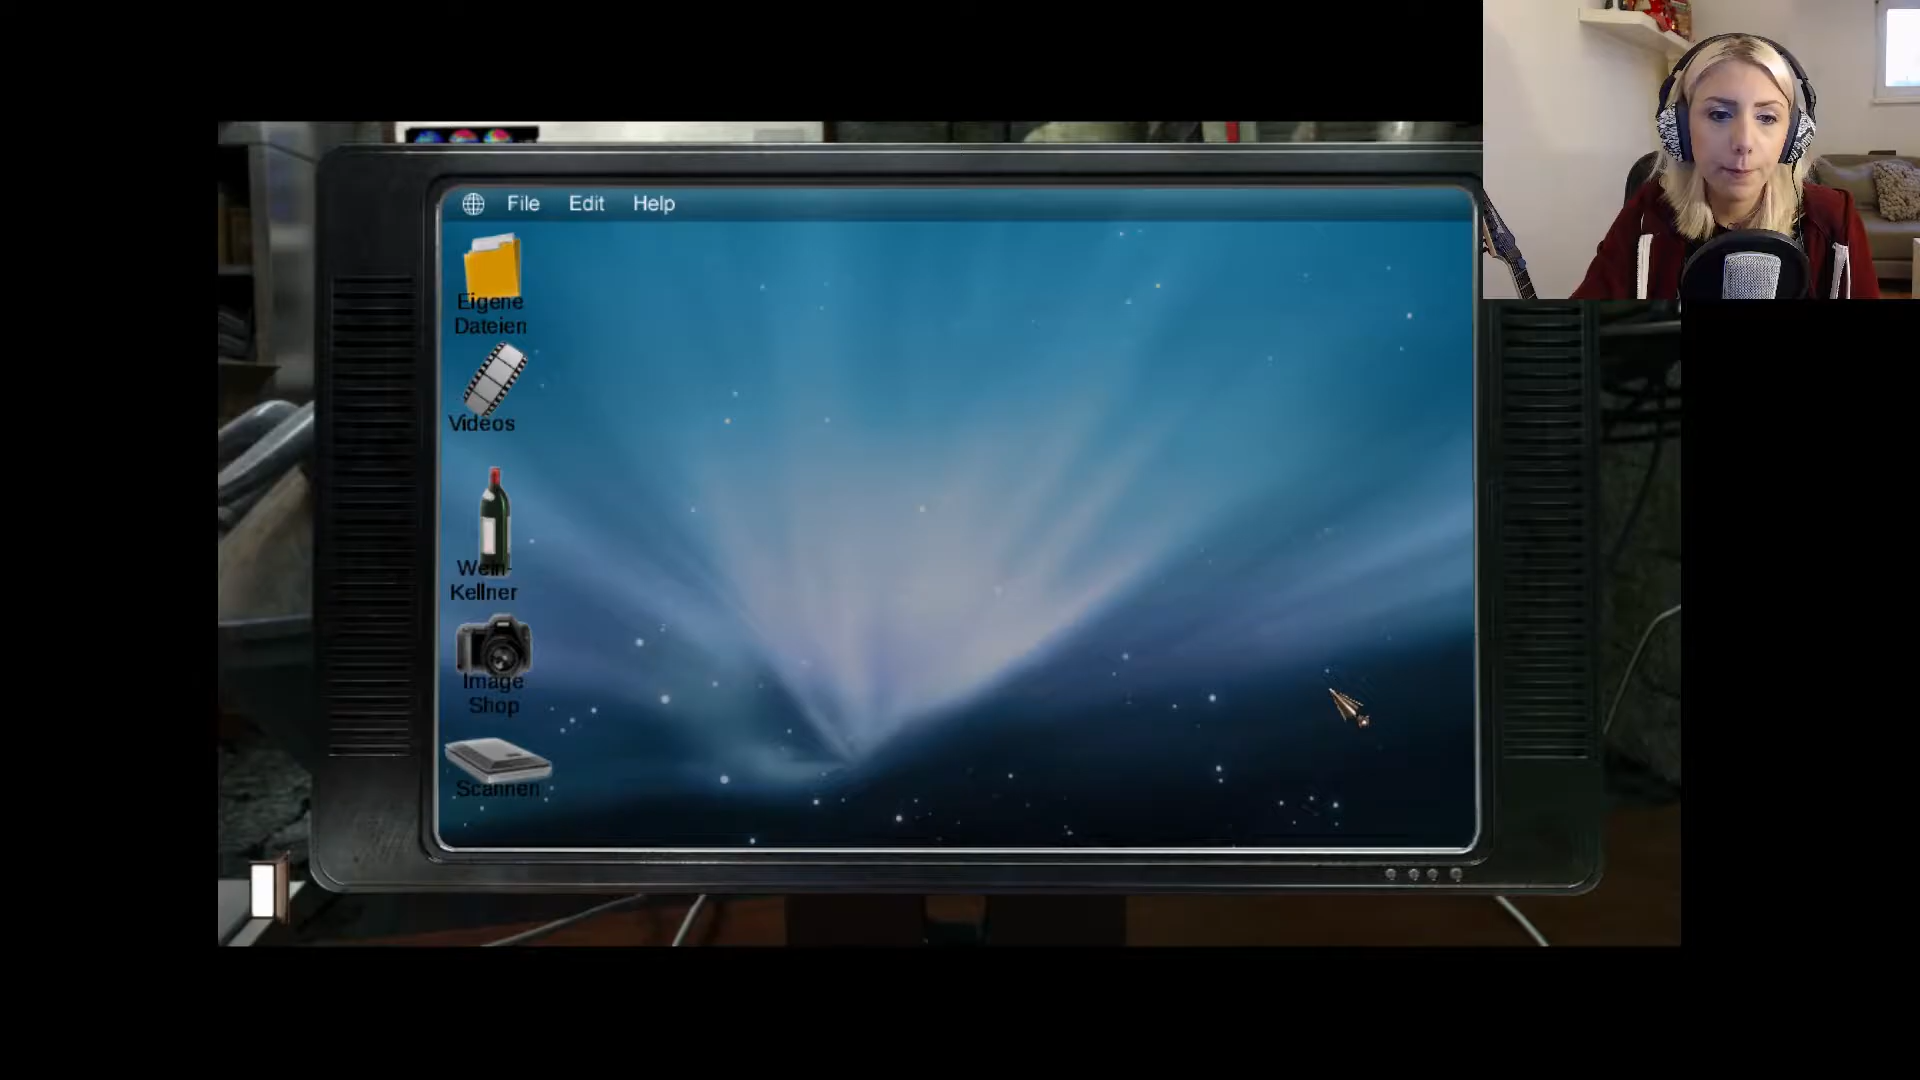 File Edit Help
Eigene
Dateien
Videos
Wein-
Kellner
Image
Shop
Scannen